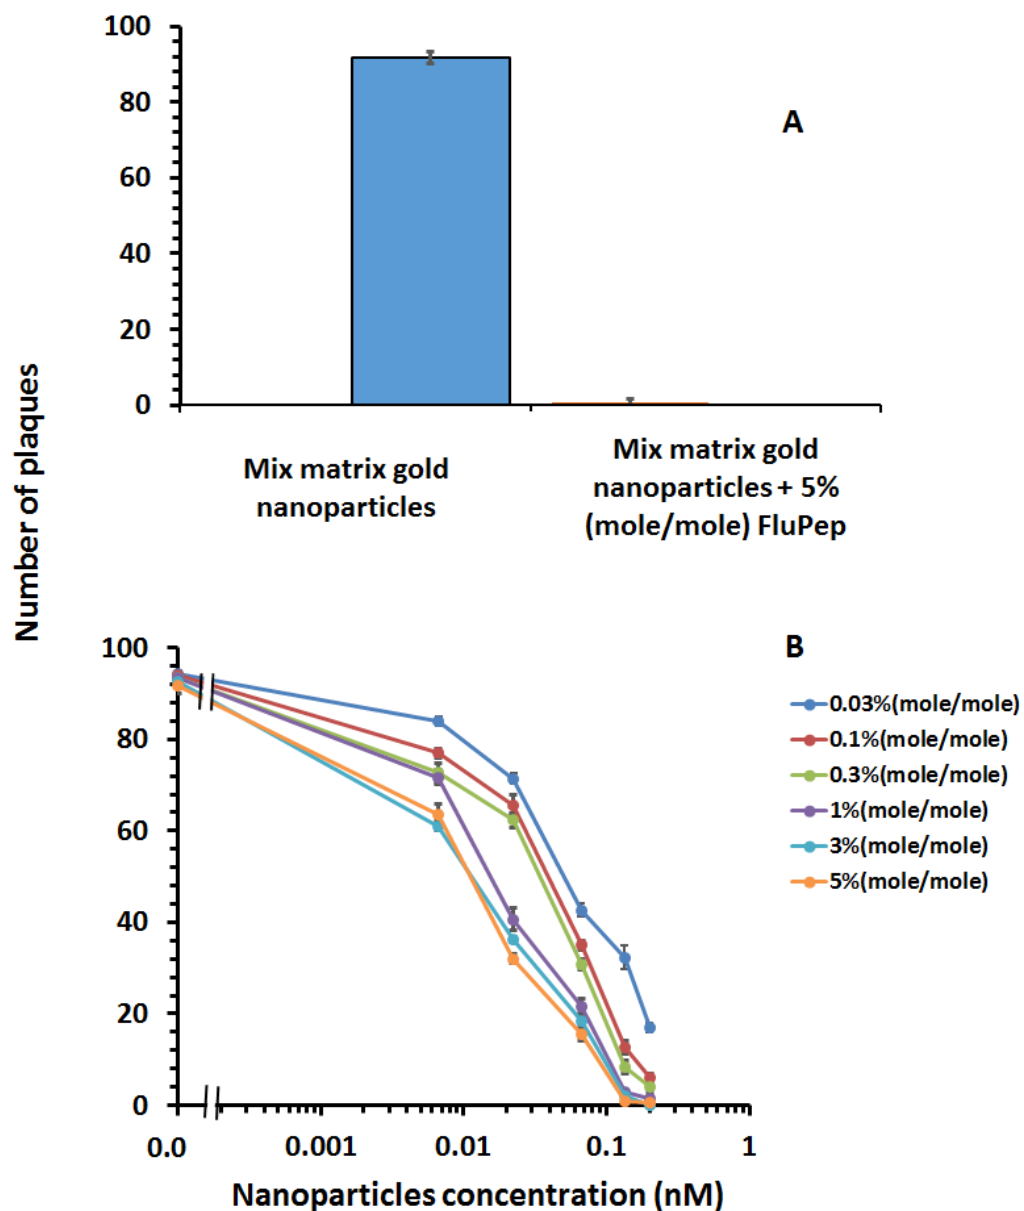 100
80
60
40
20
0
A
Mix matrix gold
nanoparticles
Mix matrix gold
nanoparticles + 5%
(mole/mole) FluPep
Number of plaques
B
100
80
60
40
20
0
0.03%(mole/mole)
0.1%(mole/mole)
0.3%(mole/mole)
1%(mole/mole)
3%(mole/mole)
5%(mole/mole)
0.0
0.001
0.01
0.1
1
Nanoparticles concentration (nM)